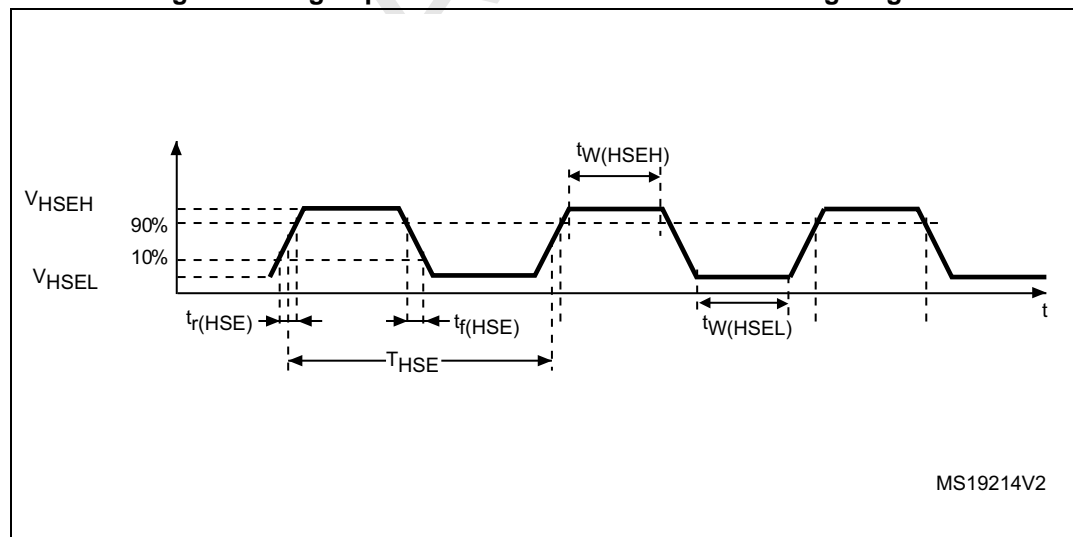 tW(HSEH)
VHSEH
90%
10%
VHSEL
tr(HSE)
tf(HSE)
tW(HSEL)
t
THSE
MS19214V2